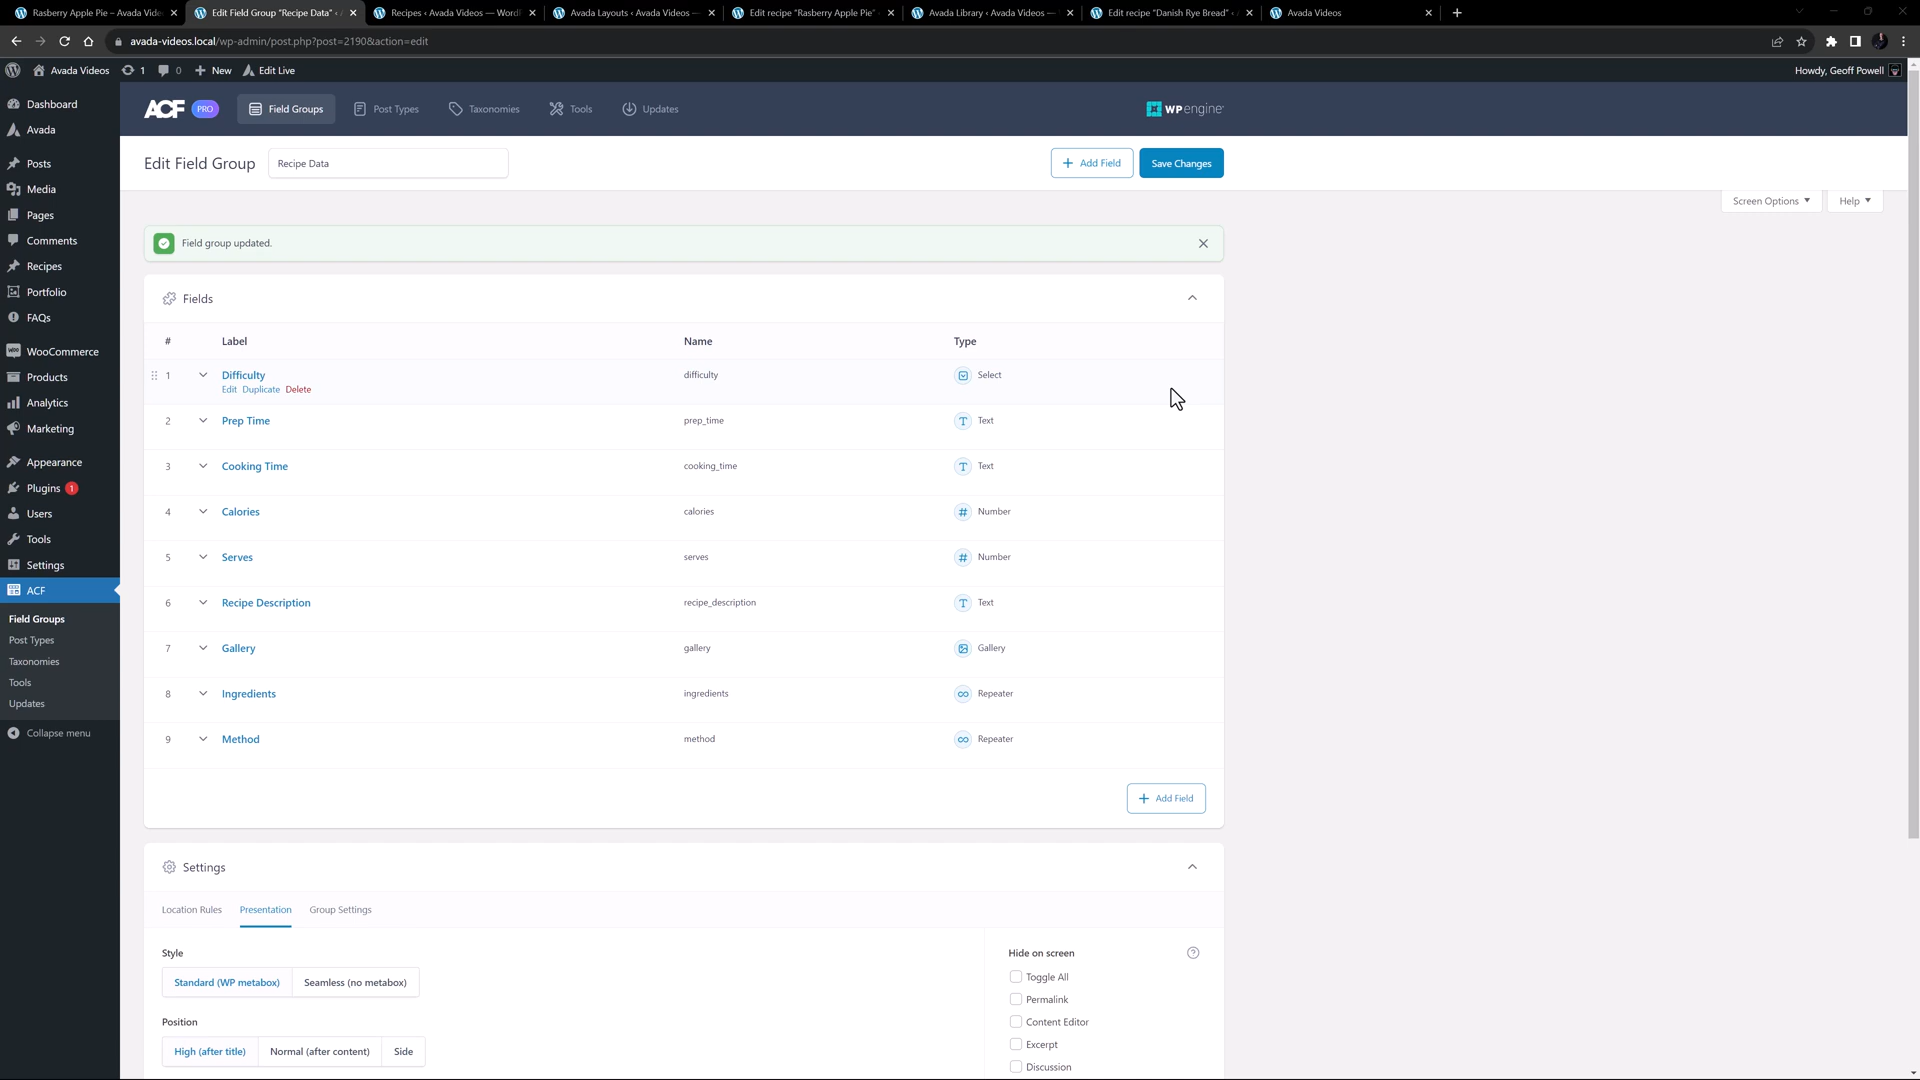 Rasberry Apple Pie – Avada Vide
Edit Field Group "Recipe Data" ‹
Recipes ‹ Avada Videos — Word
Avada Layouts ‹ Avada Videos —
Edit recipe "Rasberry Apple Pie" ‹
Avada Library ‹ Avada Videos —
Edit recipe "Danish Rye Bread" ‹
Avada Videos
avada-videos.local/wp-admin/post.php?post=2190&action=edit
Avada Videos
1
0
New
Edit Live
Howdy, Geoff Powell
Dashboard
Avada
Posts
Media
Pages
Comments
Recipes
Portfolio
FAQs
WooCommerce
Products
Analytics
Marketing
Appearance
Plugins 1
Users
Tools
Settings
ACF
Field Groups
Post Types
Taxonomies
Tools
Updates
Collapse menu
ACF PRO
Field Groups
Post Types
Taxonomies
Tools
Updates
WP engine
Edit Field Group
Recipe Data
+ Add Field
Save Changes
Screen Options
Help
Field group updated.
Fields
# Label Name Type
1 Difficulty difficulty Select
Edit Duplicate Delete
2 Prep Time prep_time Text
3 Cooking Time cooking_time Text
4 Calories calories Number
5 Serves serves Number
6 Recipe Description recipe_description Text
7 Gallery gallery Gallery
8 Ingredients ingredients Repeater
9 Method method Repeater
+ Add Field
Settings
Location Rules Presentation Group Settings
Style
Standard (WP metabox) Seamless (no metabox)
Position
High (after title) Normal (after content) Side
Hide on screen
Toggle All
Permalink
Content Editor
Excerpt
Discussion